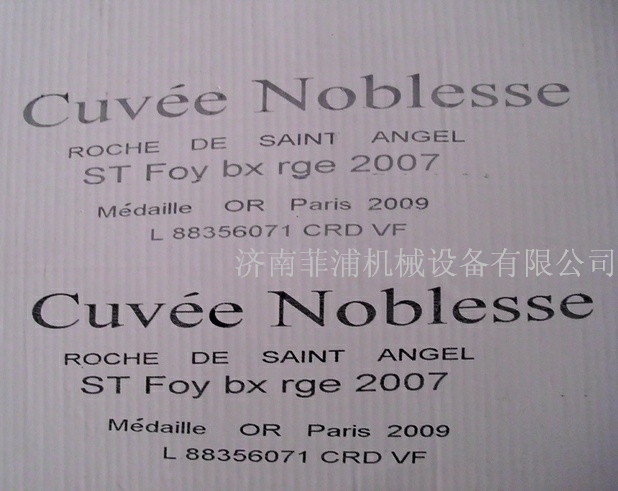 Cuvée Noblesse
ROCHE DE SAINT ANGEL
ST Foy bx rge 2007
Médaille OR Paris 2009
L 88356071 CRD VF
济南菲浦机械设备有限公司
Cuvée Noblesse
ROCHE DE SAINT ANGEL
ST Foy bx rge 2007
Médaille OR Paris 2009
L 88356071 CRD VF